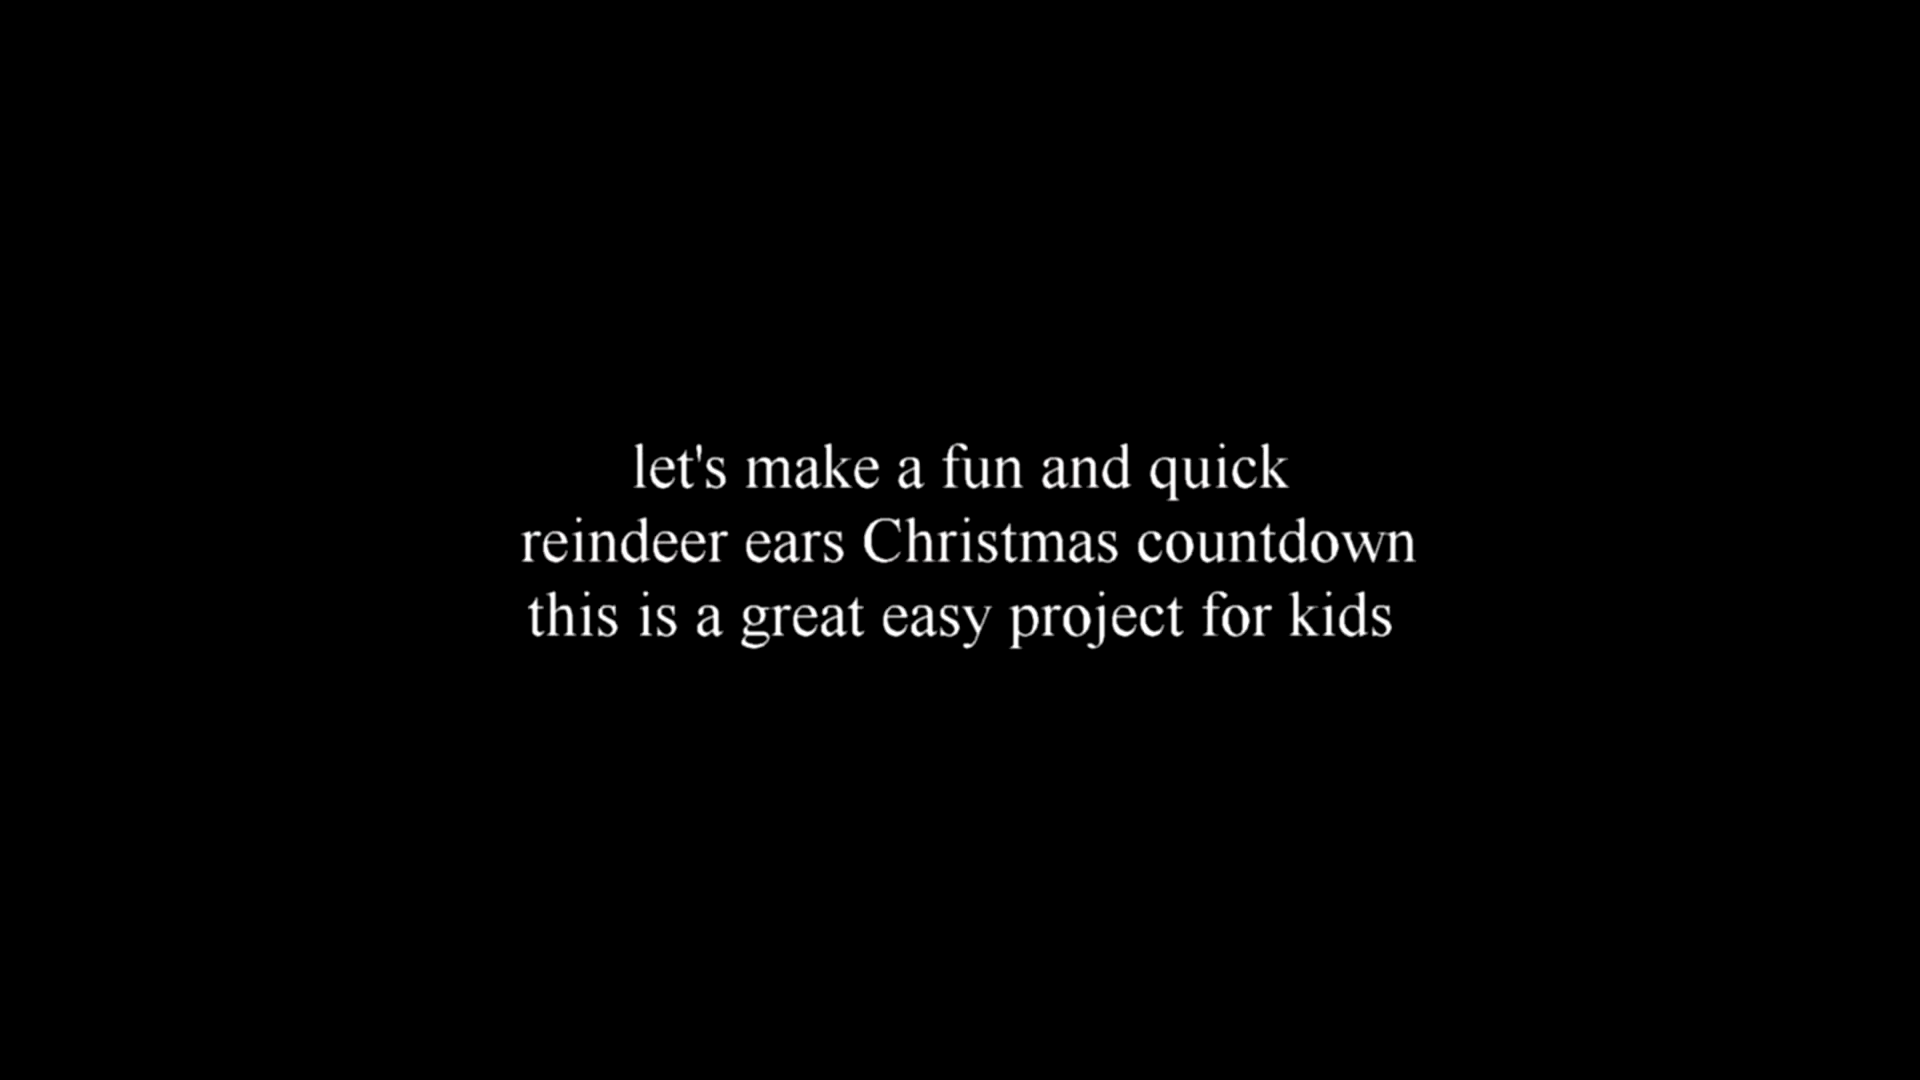 let's make a fun and quick
reindeer ears Christmas countdown
this is a great easy project for kids